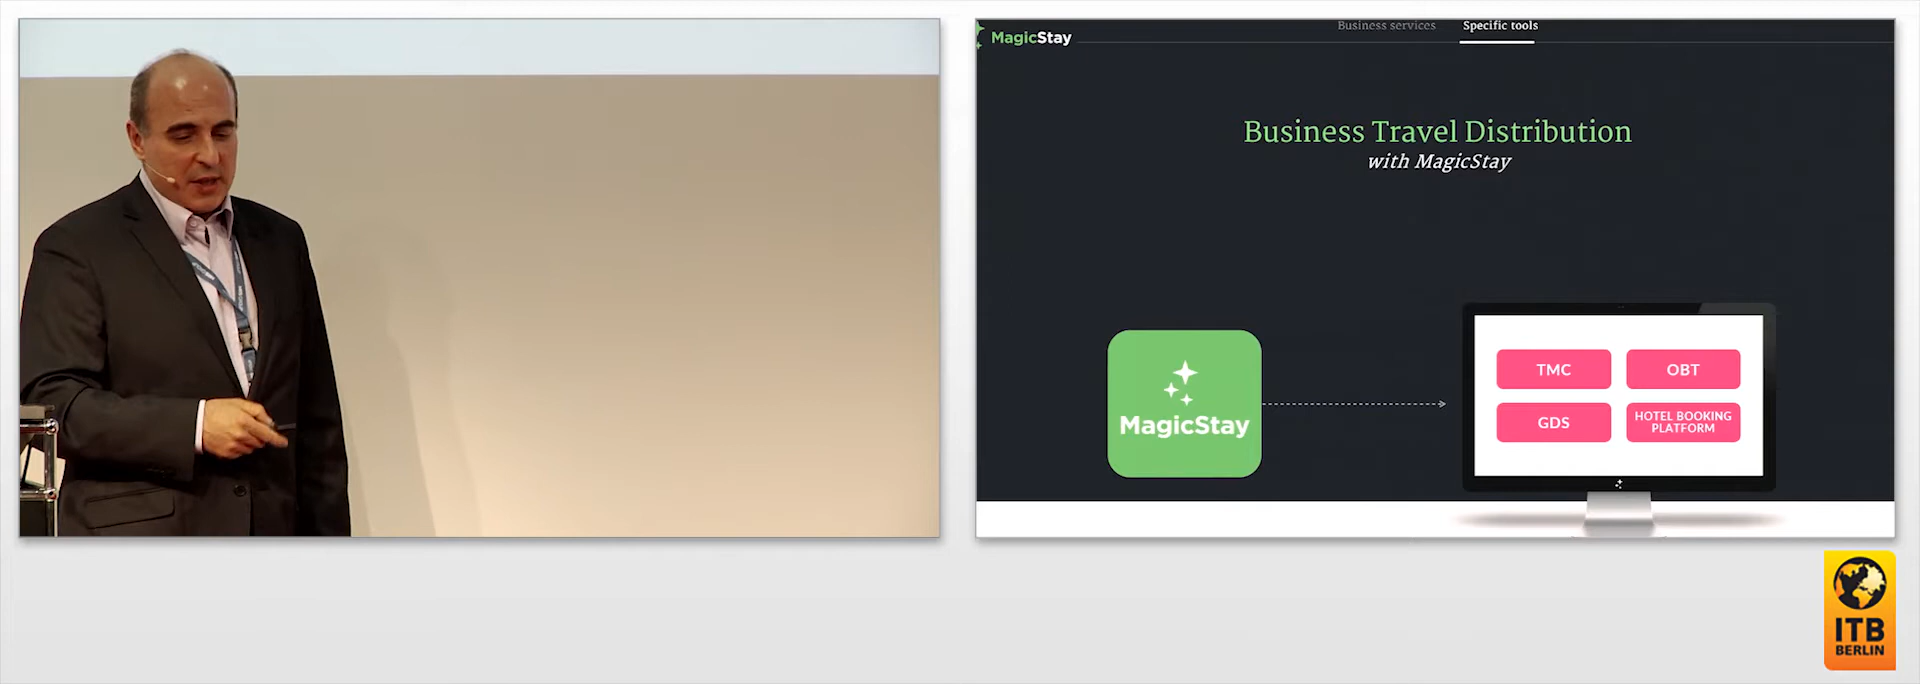 MagicStay
Business services
Specific tools
Business Travel Distribution
with MagicStay
MagicStay
TMC
OBT
GDS
HOTEL BOOKING
PLATFORM
ITB
BERLIN